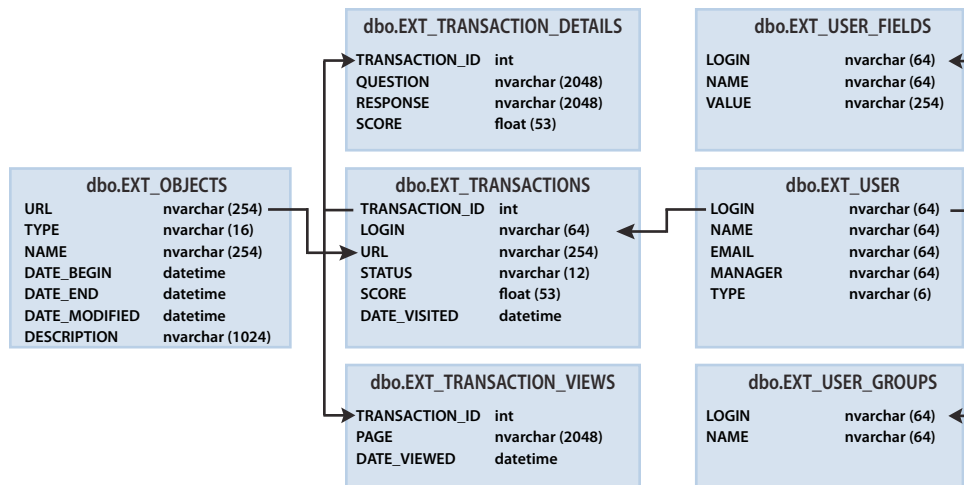 dbo.EXT_TRANSACTION_DETAILS
TRANSACTION_ID int
QUESTION nvarchar (2048)
RESPONSE nvarchar (2048)
SCORE float (53)
dbo.EXT_USER_FIELDS
LOGIN nvarchar (64)
NAME nvarchar (64)
VALUE nvarchar (254)
dbo.EXT_OBJECTS
URL nvarchar (254)
TYPE nvarchar (16)
NAME nvarchar (254)
DATE_BEGIN datetime
DATE_END datetime
DATE_MODIFIED datetime
DESCRIPTION nvarchar (1024)
dbo.EXT_TRANSACTIONS
TRANSACTION_ID int
LOGIN nvarchar (64)
URL nvarchar (254)
STATUS nvarchar (12)
SCORE float (53)
DATE_VISITED datetime
dbo.EXT_USER
LOGIN nvarchar (64)
NAME nvarchar (64)
EMAIL nvarchar (64)
MANAGER nvarchar (64)
TYPE nvarchar (6)
dbo.EXT_TRANSACTION_VIEWS
TRANSACTION_ID int
PAGE nvarchar (2048)
DATE_VIEWED datetime
dbo.EXT_USER_GROUPS
LOGIN nvarchar (64)
NAME nvarchar (64)